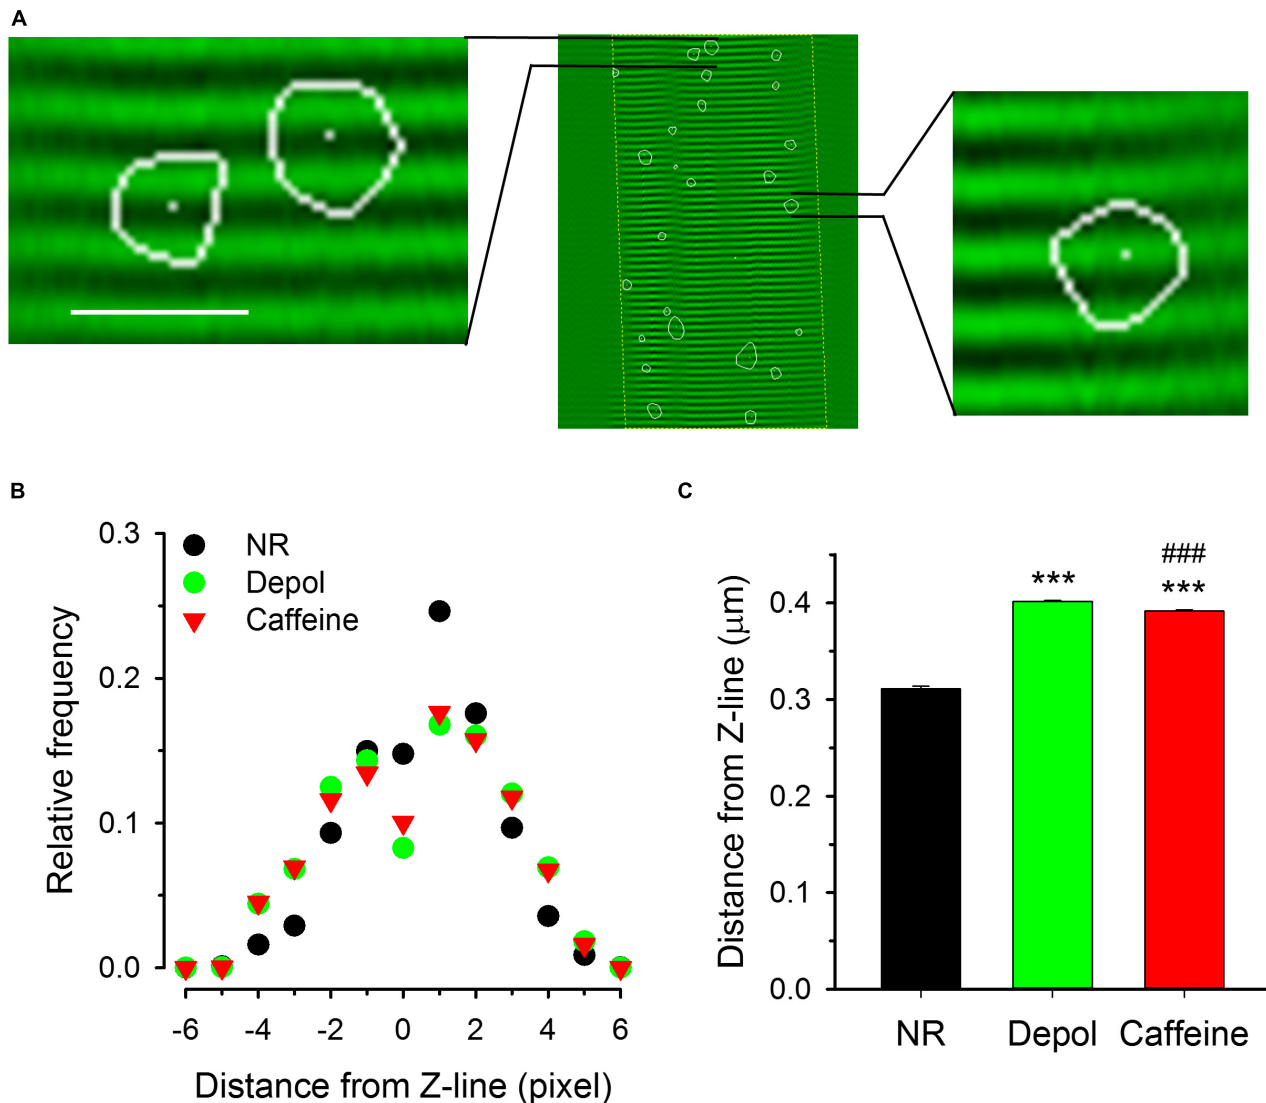 A
B
C
0.3
0.2
0.1
0.0
Relative frequency
NR
Depol
Caffeine
-6
-4
-2
0
2
4
6
Distance from Z-line (pixel)
0.4
0.3
0.2
0.1
0.0
Distance from Z-line (μm)
***
###
***
NR
Depol
Caffeine